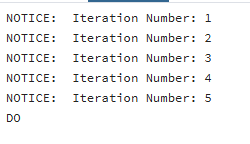 NOTICE:  Iteration Number: 1
NOTICE:  Iteration Number: 2
NOTICE:  Iteration Number: 3
NOTICE:  Iteration Number: 4
NOTICE:  Iteration Number: 5
DO